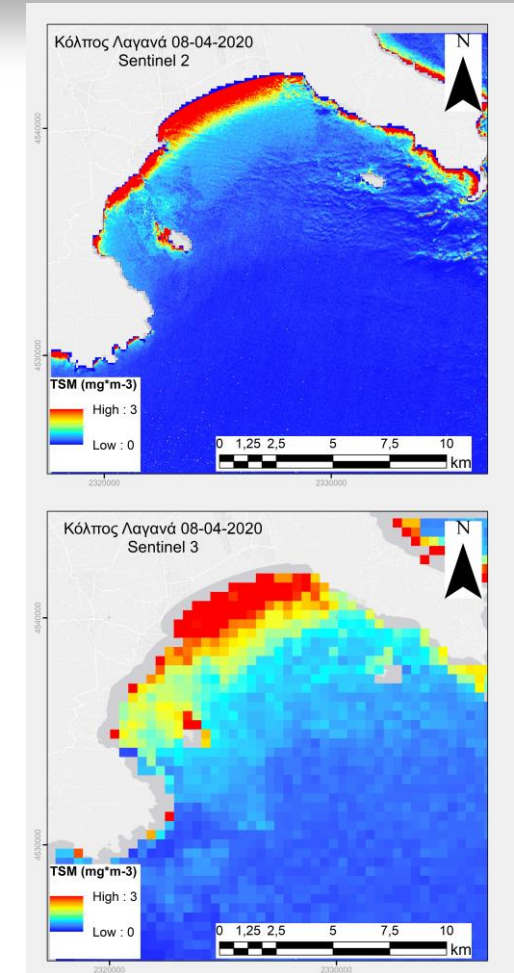 Κόλπος Λαγανά 08-04-2020
Sentinel 2
N
4540000
4530000
TSM (mg*m-3)
High : 3
Low : 0
0 1,25 2,5 5 7,5 10
km
2320000 2330000
Κόλπος Λαγανά 08-04-2020
Sentinel 3
N
4540000
4530000
TSM (mg*m-3)
High : 3
Low : 0
0 1,25 2,5 5 7,5 10
km
2320000 2330000